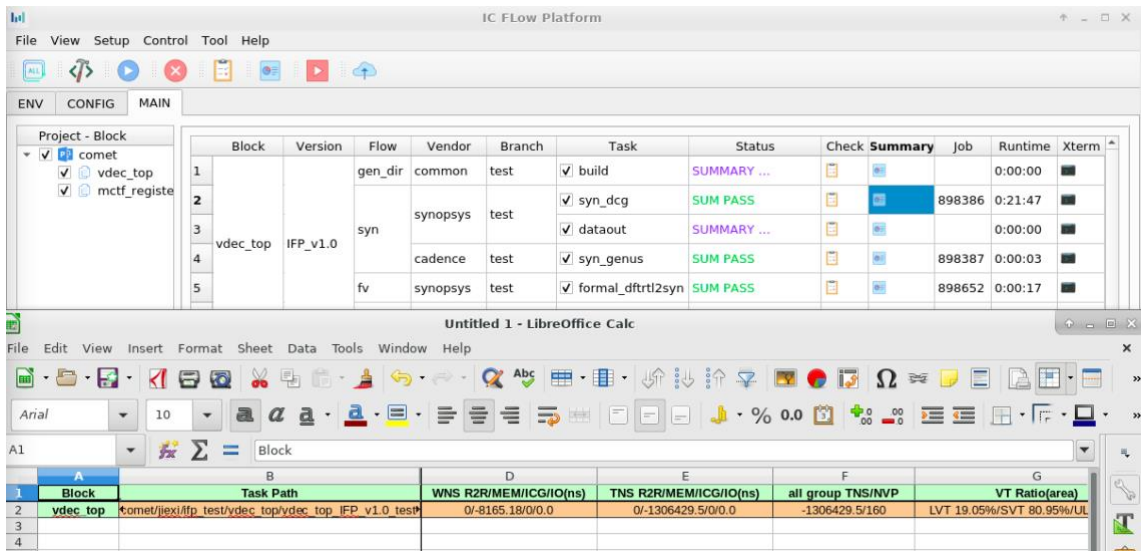 IC FLow Platform
File View Setup Control Tool Help
ALL
ENV CONFIG MAIN
Project - Block
comet
vdec_top
mctf_registe
Block Version Flow Vendor Branch Task Status Check Summary Job Runtime Xterm
1 gen_dir common test build SUMMARY ... 0:00:00
2 syn_dcg SUM PASS 898386 0:21:47
synopsys test
3 syn dataout SUMMARY ... 0:00:00
vdec_top IFP_v1.0
4 cadence test syn_genus SUM PASS 898387 0:00:03
5 fv synopsys test formal_dftrtl2syn SUM PASS 898652 0:00:17
Untitled 1 - LibreOffice Calc
File Edit View Insert Format Sheet Data Tools Window Help
Arial 10 a a a a % 0.0
A1 Block
A B D E F G
1 Block Task Path WNS R2R/MEM/ICG/IO(ns) TNS R2R/MEM/ICG/IO(ns) all group TNS/NVP VT Ratio(area)
2 vdec_top comet/jiexi/ifp_test/vdec_top/vdec_top_IFP_v1.0_test 0/-8165.18/0/0.0 0/-1306429.5/0/0.0 -1306429.5/160 LVT 19.05%/SVT 80.95%/UL
3
4